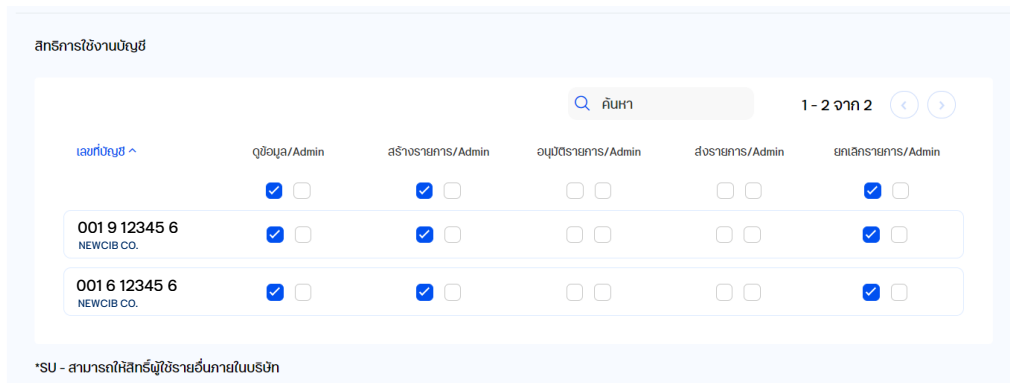 สิทธิการใช้งานบัญชี
ค้นหา 1 - 2 จาก 2
เลขที่บัญชี ดูข้อมูล/Admin สร้างรายการ/Admin อนุมัติรายการ/Admin ส่งรายการ/Admin ยกเลิกรายการ/Admin
001 9 12345 6
NEWCIB CO.
001 6 12345 6
NEWCIB CO.
*SU - สามารถให้สิทธิ์ผู้ใช้รายอื่นภายในบริษัท